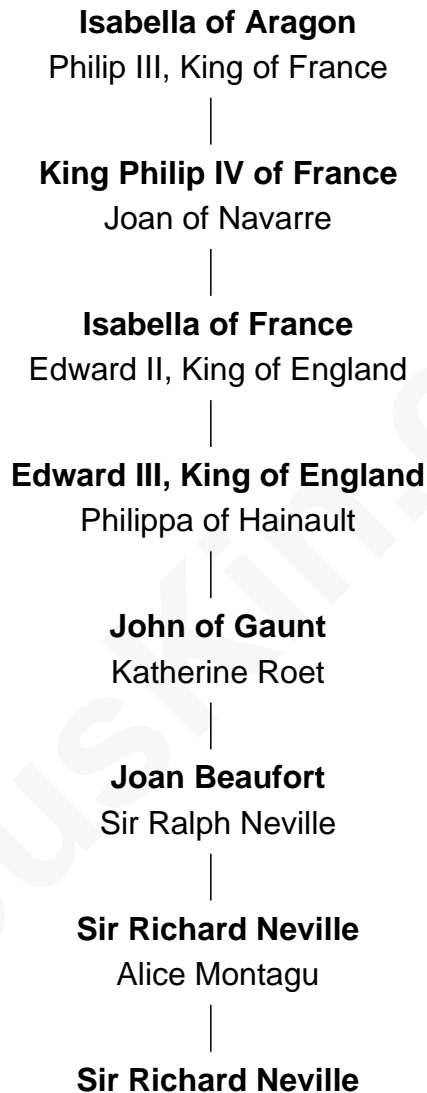 Isabella of Aragon
Philip III, King of France
King Philip IV of France
Joan of Navarre
Isabella of France
Edward II, King of England
Edward III, King of England
Philippa of Hainault
John of Gaunt
Katherine Roet
Joan Beaufort
Sir Ralph Neville
Sir Richard Neville
Alice Montagu
Sir Richard Neville